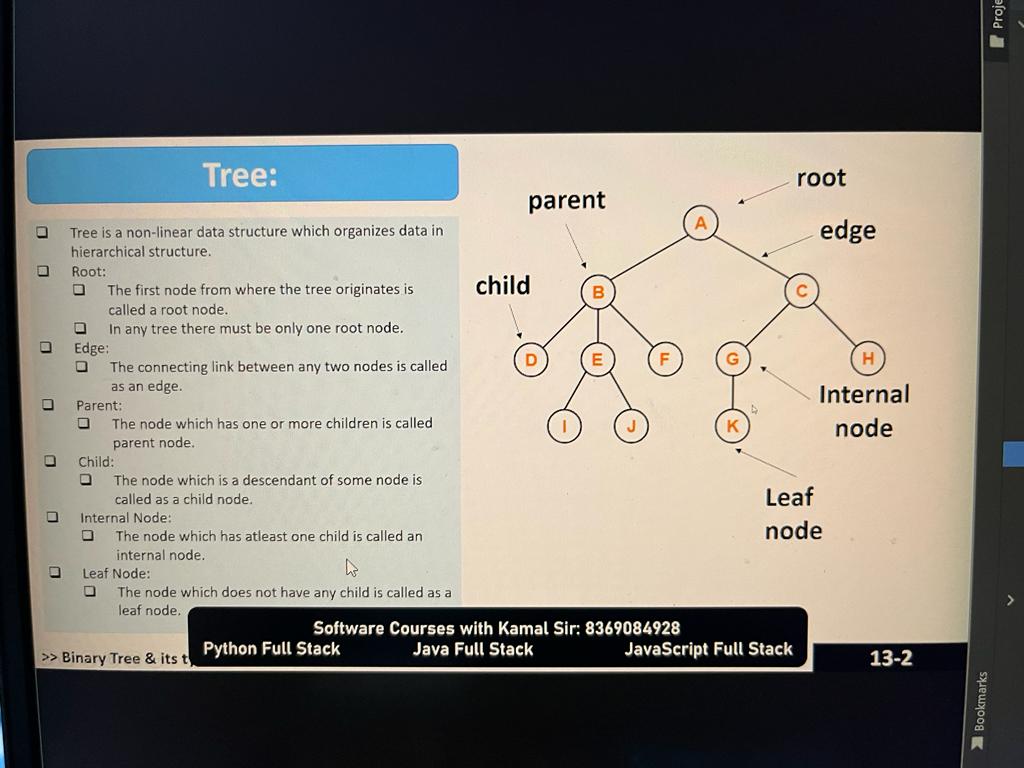 Tree:
❑ Tree is a non-linear data structure which organizes data in
hierarchical structure.
❑ Root:
❑ The first node from where the tree originates is
called a root node.
❑ In any tree there must be only one root node.
❑ Edge:
❑ The connecting link between any two nodes is called
as an edge.
❑ Parent:
❑ The node which has one or more children is called
parent node.
❑ Child:
❑ The node which is a descendant of some node is
called as a child node.
❑ Internal Node:
❑ The node which has atleast one child is called an
internal node.
❑ Leaf Node:
❑ The node which does not have any child is called as a
leaf node.
root
parent
A
edge
child
B
C
D
E
F
G
H
Internal
node
I
J
K
Leaf
node
Software Courses with Kamal Sir: 8369084928
Python Full Stack Java Full Stack JavaScript Full Stack
>> Binary Tree & its
13-2
Bookmarks